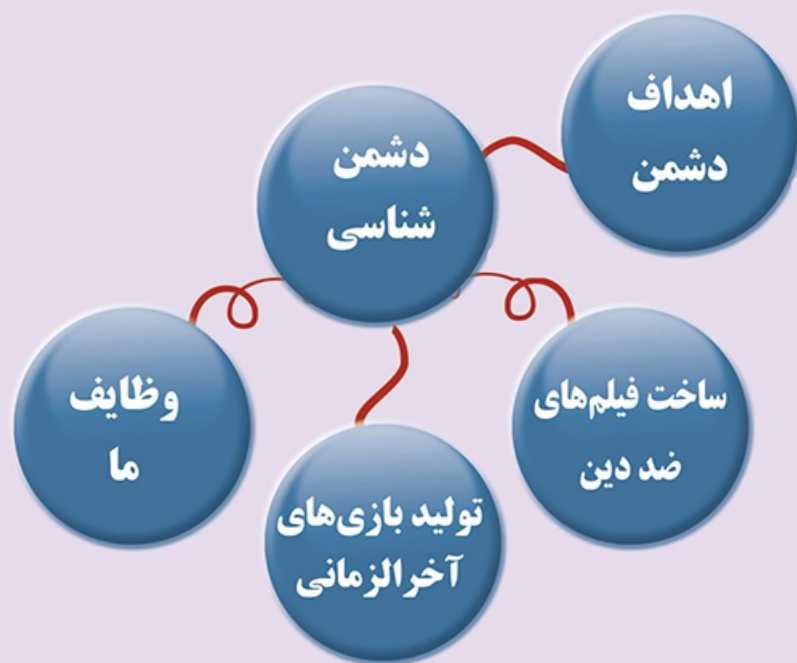 اهداف
دشمن
دشمن
شناسی
ساخت فیلم‌های
ضد دین
تولید بازی‌های
آخرالزمانی
وظایف
ما